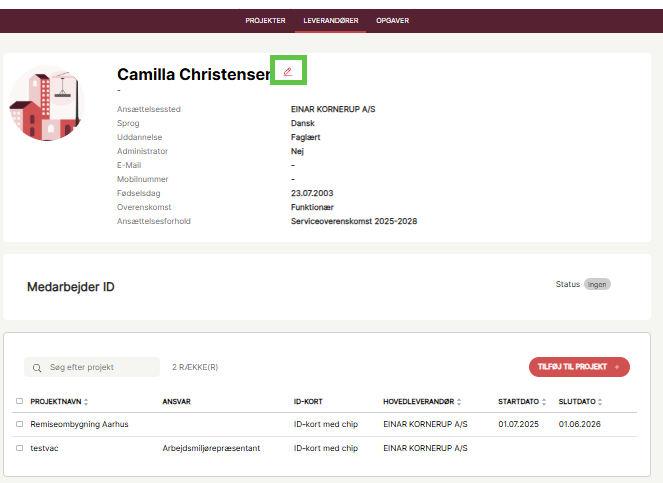 PROJEKTER LEVERANDØRER OPGAVER
Camilla Christensen
-
Ansættelsessted EINAR KORNERUP A/S
Sprog Dansk
Uddannelse Faglært
Administrator Nej
E-Mail -
Mobilnummer -
Fødselsdag 23.07.2003
Overenskomst Funktionær
Ansættelsesforhold Serviceoverenskomst 2025-2028
Medarbejder ID Status Ingen
Søg efter projekt 2 RÆKKE(R) TILFØJ TIL PROJEKT +
PROJEKTNAVN ANSVAR ID-KORT HOVEDLEVERANDØR STARTDATO SLUTDATO
Remiseombygning Aarhus ID-kort med chip EINAR KORNERUP A/S 01.07.2025 01.06.2026
testvac Arbejdsmiljørepræsentant ID-kort med chip EINAR KORNERUP A/S